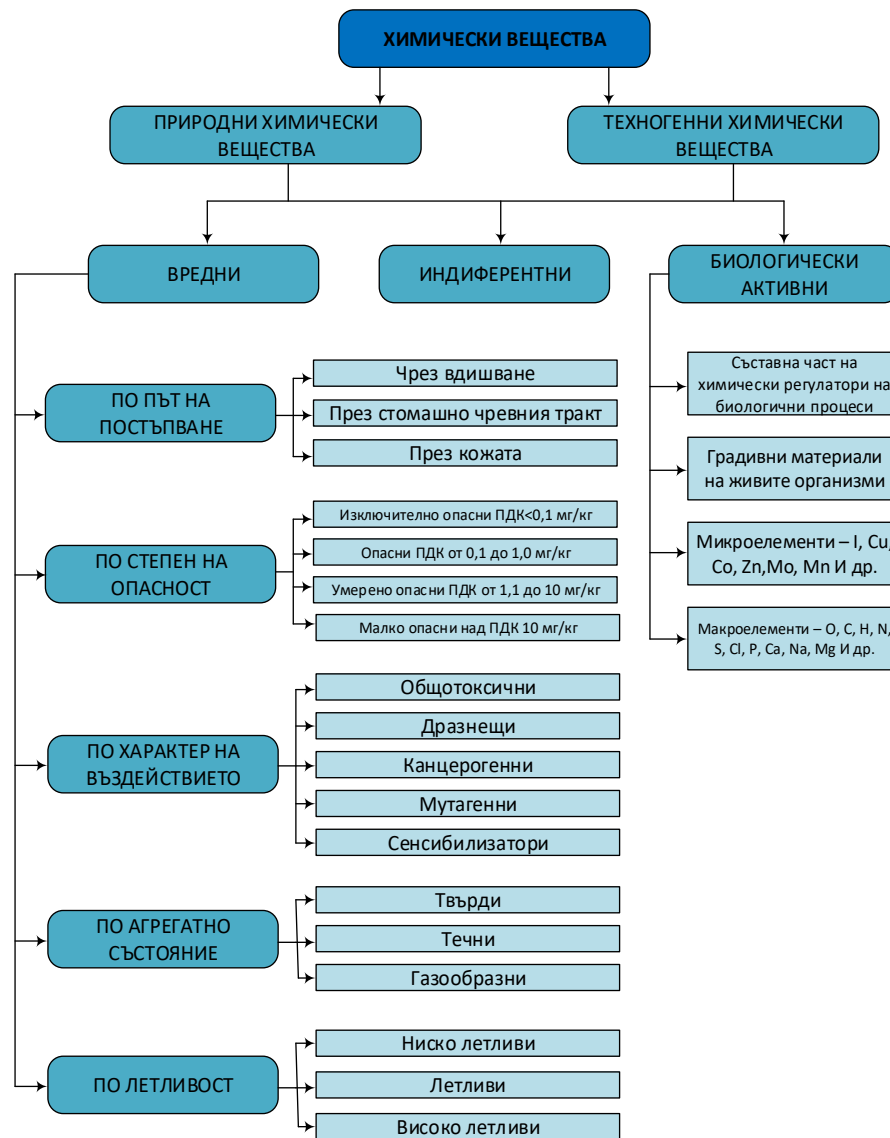 ХИМИЧЕСКИ ВЕЩЕСТВА
ПРИРОДНИ ХИМИЧЕСКИ
ВЕЩЕСТВА
ТЕХНОГЕННИ ХИМИЧЕСКИ
ВЕЩЕСТВА
ВРЕДНИ
ИНДИФЕРЕНТНИ
БИОЛОГИЧЕСКИ
АКТИВНИ
ПО ПЪТ НА
ПОСТЪПВАНЕ
Чрез вдишване
През стомашно чревния тракт
През кожата
ПО СТЕПЕН НА
ОПАСНОСТ
Изключително опасни ПДК<0,1 мг/кг
Опасни ПДК от 0,1 до 1,0 мг/кг
Умерено опасни ПДК от 1,1 до 10 мг/кг
Малко опасни над ПДК 10 мг/кг
ПО ХАРАКТЕР НА
ВЪЗДЕЙСТВИЕТО
Общотоксични
Дразнещи
Канцерогенни
Мутагенни
Сенсибилизатори
ПО АГРЕГАТНО
СЪСТОЯНИЕ
Твърди
Течни
Газообразни
ПО ЛЕТЛИВОСТ
Ниско летливи
Летливи
Високо летливи
Съставна част на
химически регулатори на
биологични процеси
Градивни материали
на живите организми
Микроелементи – I, Cu,
Co, Zn,Mo, Mn И др.
Макроелементи – O, C, H, N,
S, Cl, P, Ca, Na, Mg И др.